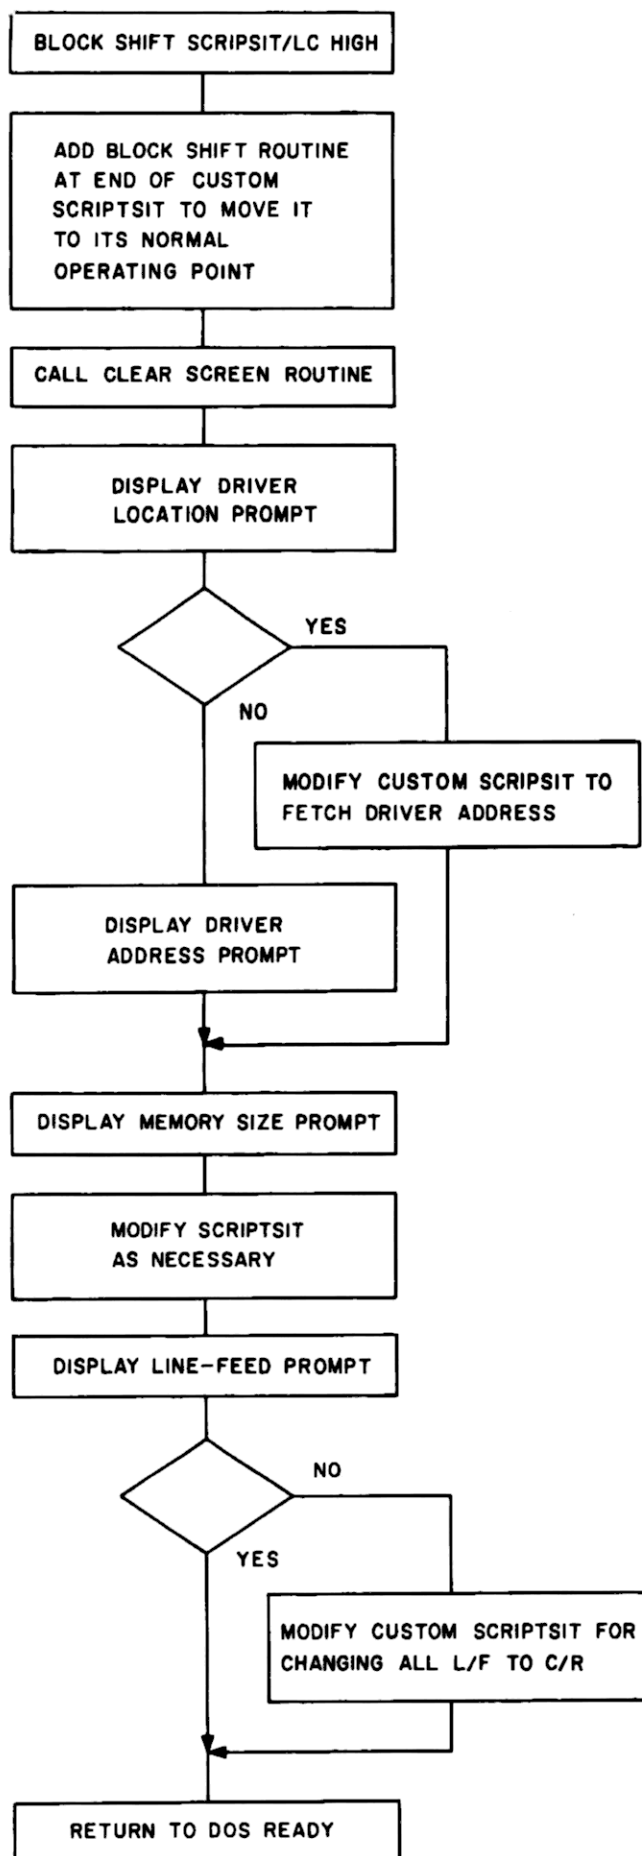 BLOCK SHIFT SCRIPSIT/LC HIGH
ADD BLOCK SHIFT ROUTINE
AT END OF CUSTOM
SCRIPTSIT TO MOVE IT
TO ITS NORMAL
OPERATING POINT
CALL CLEAR SCREEN ROUTINE
DISPLAY DRIVER
LOCATION PROMPT
YES
NO
MODIFY CUSTOM SCRIPSIT TO
FETCH DRIVER ADDRESS
DISPLAY DRIVER
ADDRESS PROMPT
DISPLAY MEMORY SIZE PROMPT
MODIFY SCRIPTSIT
AS NECESSARY
DISPLAY LINE-FEED PROMPT
NO
YES
MODIFY CUSTOM SCRIPTSIT FOR
CHANGING ALL L/F TO C/R
RETURN TO DOS READY